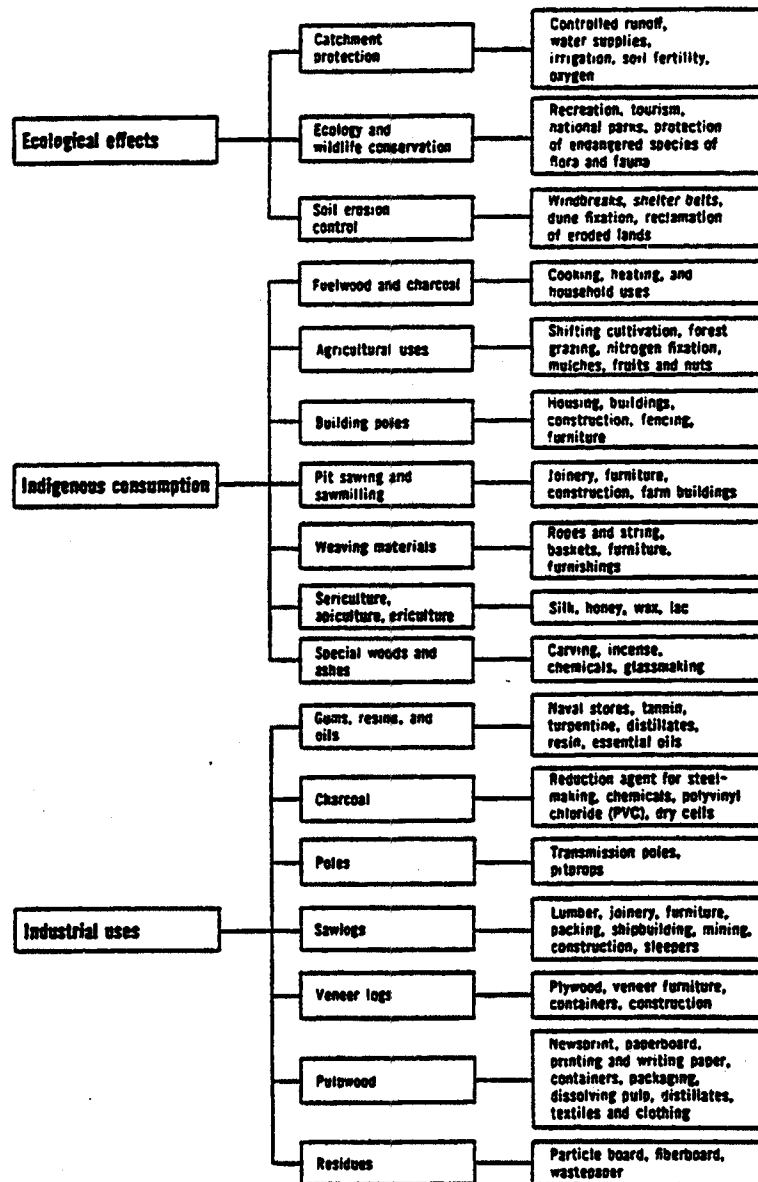 Ecological effects
Catchment
protection
Controlled runoff,
water supplies,
irrigation, soil fertility,
oxygen
Ecology and
wildlife conservation
Recreation, tourism,
national parks, protection
of endangered species of
flora and fauna
Soil erosion
control
Windbreaks, shelter belts,
dune fixation, reclamation
of eroded lands
Indigenous consumption
Fuelwood and charcoal
Cooking, heating, and
household uses
Agricultural uses
Shifting cultivation, forest
grazing, nitrogen fixation,
mulches, fruits and nuts
Building poles
Housing, buildings,
construction, fencing,
furniture
Pit sawing and
sawmilling
Joinery, furniture,
construction, farm buildings
Weaving materials
Ropes and string,
baskets, furniture,
furnishings
Sericulture,
apiculture, ericulture
Silk, honey, wax, lac
Special woods and
ashes
Carving, incense,
chemicals, glassmaking
Industrial uses
Gums, resins, and
oils
Naval stores, tannin,
turpentine, distillates,
resin, essential oils
Charcoal
Reduction agent for steel-
making, chemicals, polyvinyl
chloride (PVC), dry cells
Poles
Transmission poles,
pitprops
Sawlogs
Lumber, joinery, furniture,
packing, shipbuilding, mining,
construction, sleepers
Veneer logs
Plywood, veneer furniture,
containers, construction
Pulpwood
Newsprint, paperboard,
printing and writing paper,
containers, packaging,
dissolving pulp, distillates,
textiles and clothing
Residues
Particle board, fiberboard,
wastepaper